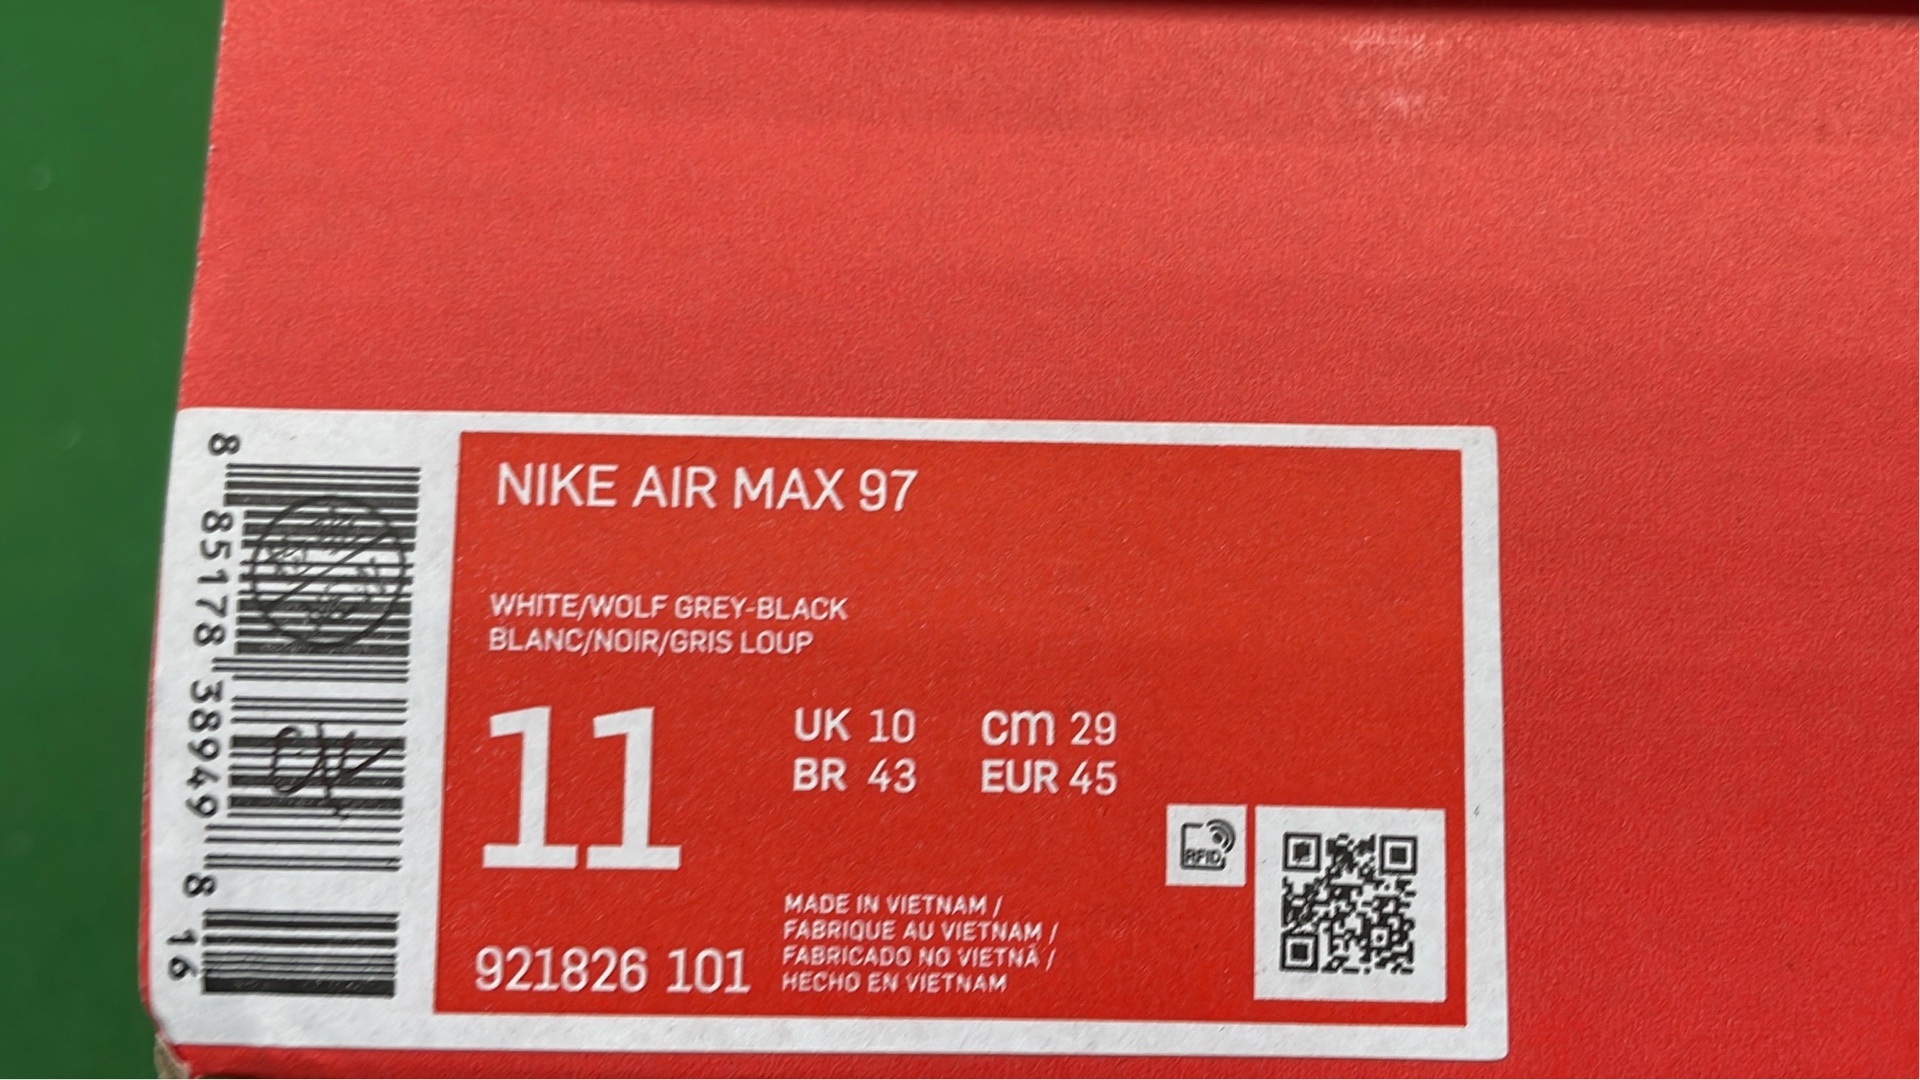 NIKE AIR MAX 97
WHITE/WOLF GREY-BLACK
BLANC/NOIR/GRIS LOUP
11
UK 10 cm 29
BR 43 EUR 45
RFID
921826 101
MADE IN VIETNAM /
FABRIQUE AU VIETNAM /
FABRICADO NO VIETNÃ /
HECHO EN VIETNAM
8 85178 38949 8 16